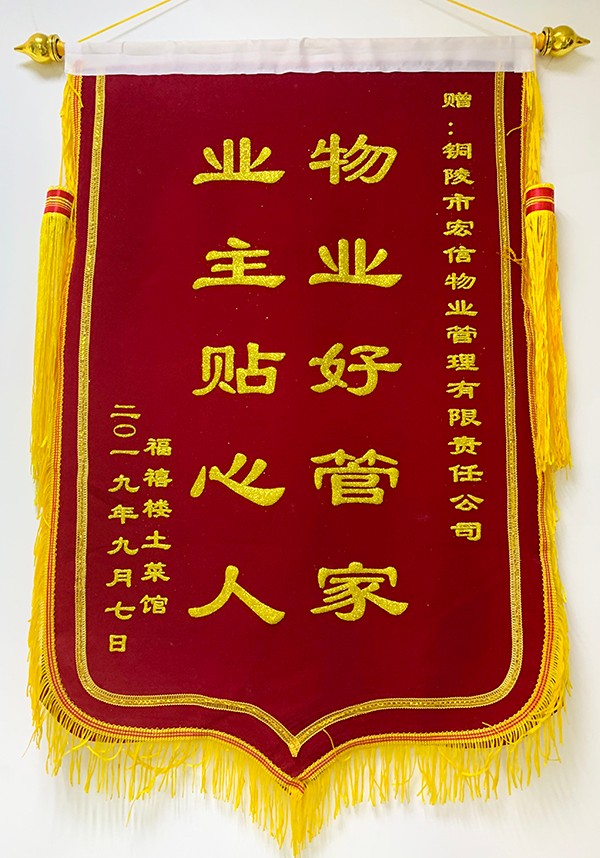 赠：铜陵市宏信物业管理有限责任公司
物业好管家
业主贴心人
福禧楼土菜馆
二〇一九年九月七日